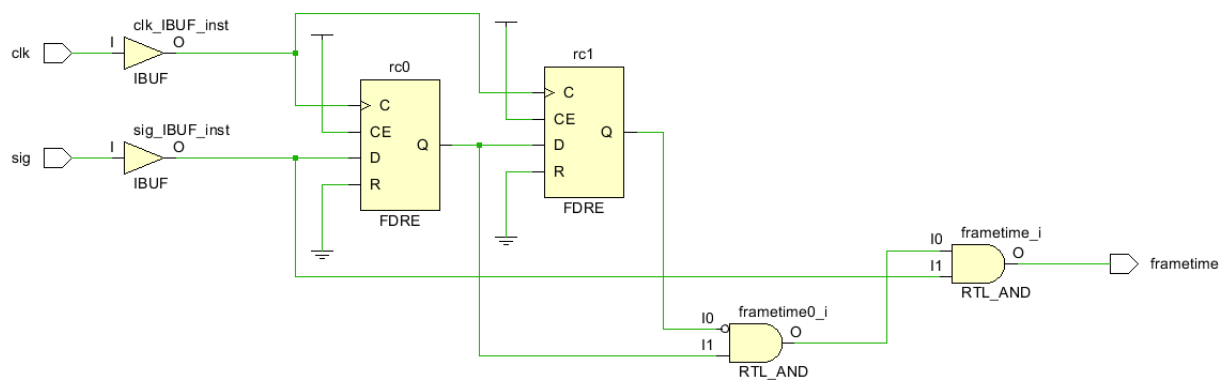 clk_IBUF_inst
clk
I
O
IBUF
sig_IBUF_inst
sig
I
O
IBUF
rc0
C
CE
D
R
Q
FDRE
rc1
C
CE
D
R
Q
FDRE
frametime0_i
I0
I1
O
RTL_AND
frametime_i
I0
I1
O
RTL_AND
frametime